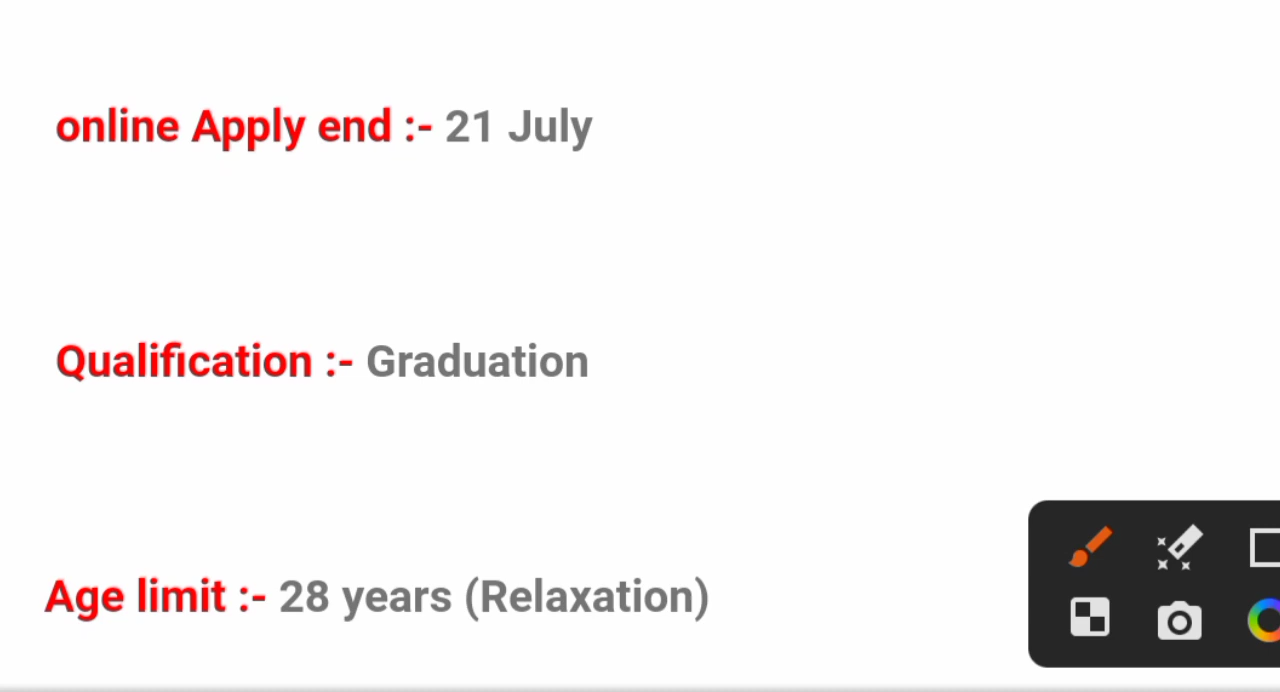 online Apply end :- 21 July
Qualification :- Graduation
Age limit :- 28 years (Relaxation)